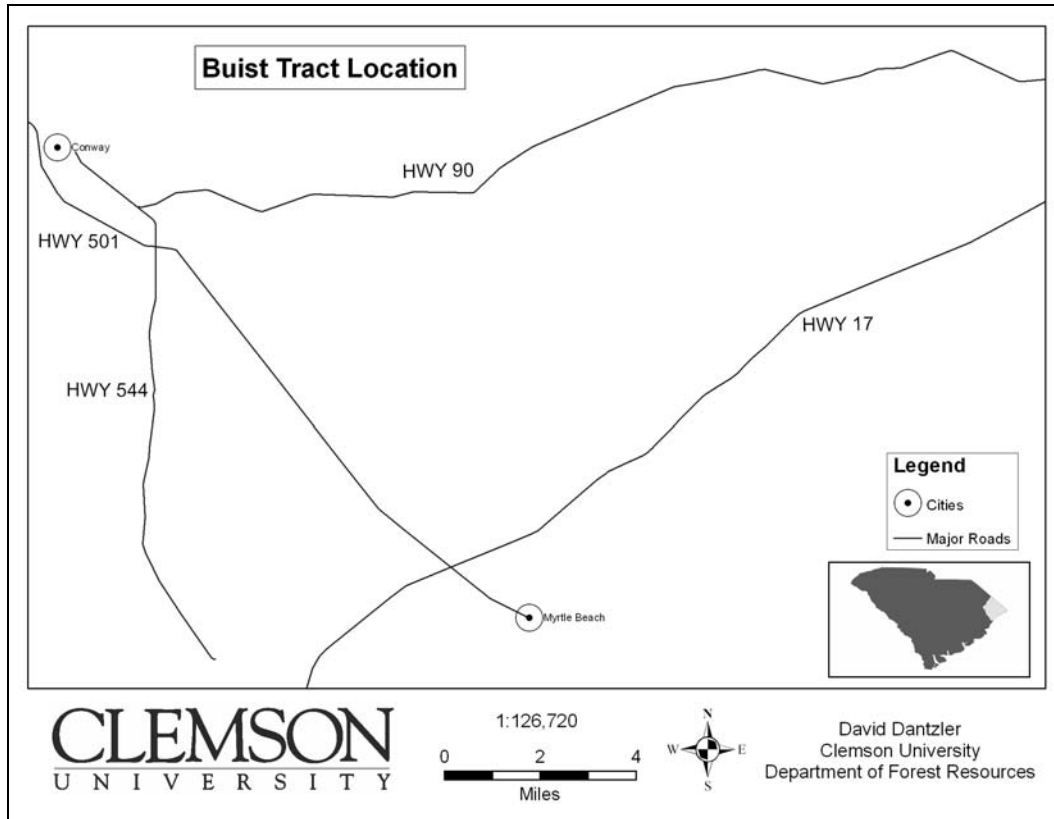 Buist Tract Location
Conway
HWY 90
HWY 501
HWY 17
HWY 544
Legend
Cities
Major Roads
Myrtle Beach
CLEMSON
UNIVERSITY
1:126,720
0 2 4
Miles
N
W E
S
David Dantzler
Clemson University
Department of Forest Resources